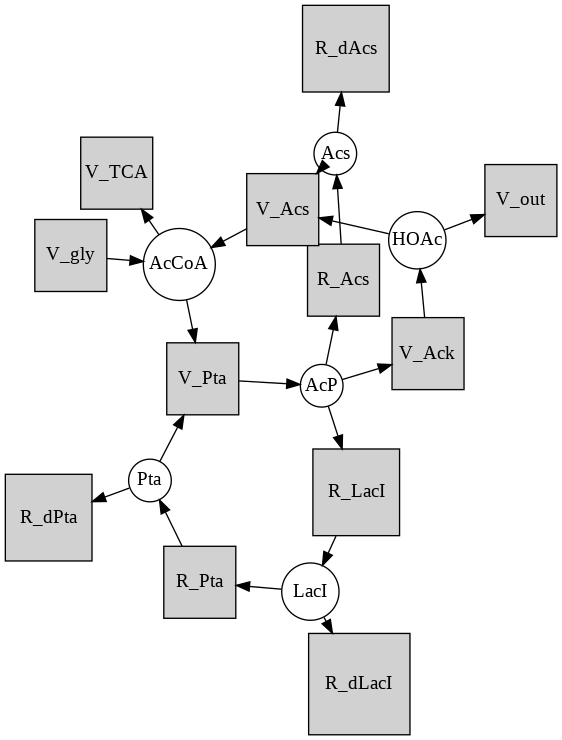 R_dAcs
Acs
V_TCA
V_Acs
V_out
V_gly
AcCoA
HOAc
R_Acs
V_Ack
V_Pta
AcP
Pta
R_LacI
R_dPta
R_Pta
LacI
R_dLacI